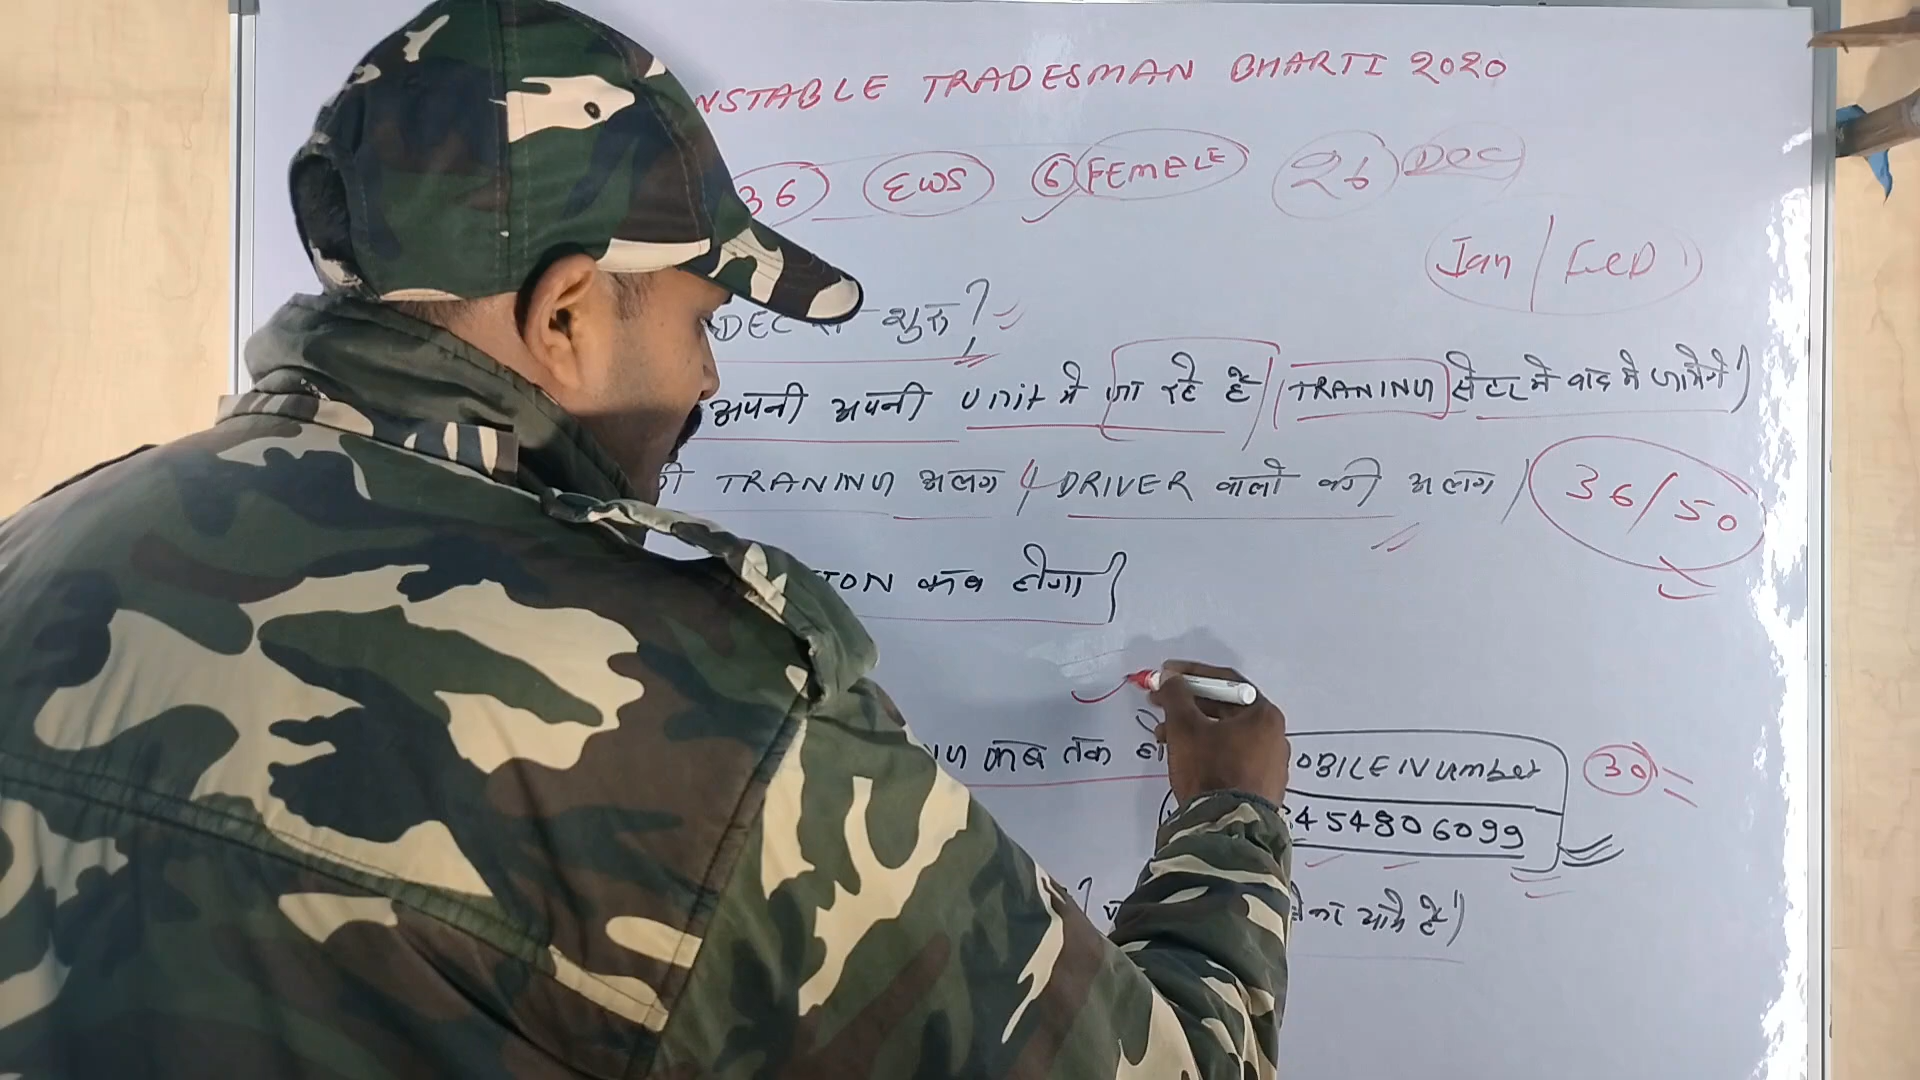 NSTABLE TRADESMAN BHARTI 2020
36 EWS 6 FEMELE 26 DEC
Jan / FeB
DEC शुरु ?
अपनी अपनी Unit मे जा रहे है (TRANING सेंटर मे बाद मे जायेंगे)
की TRANING अलग / DRIVER वालो की अलग / 36/50
TON कब होगा
कब तक MOBILE Number 30
454806099